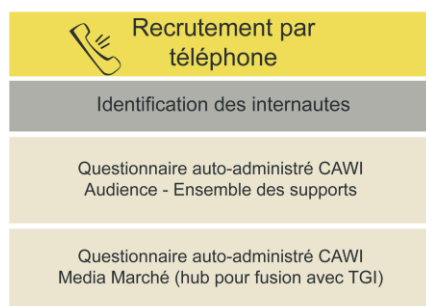 Recrutement par
téléphone
Identification des internautes
Questionnaire auto-administré CAWI
Audience - Ensemble des supports
Questionnaire auto-administré CAWI
Media Marché (hub pour fusion avec TGI)